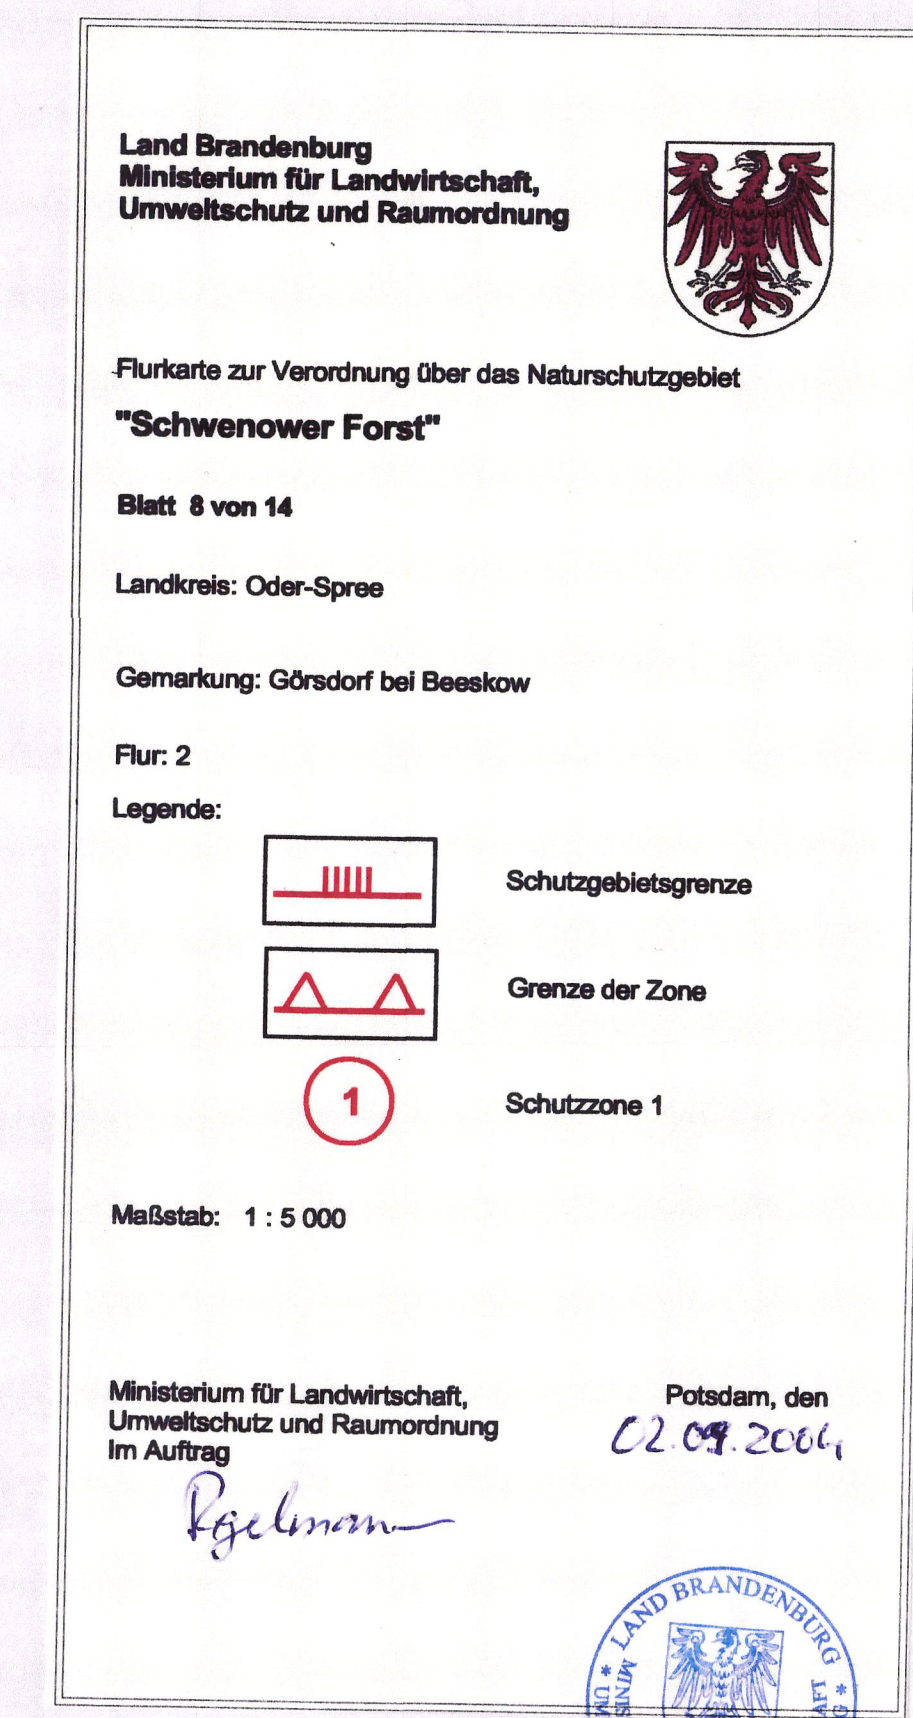 Land Brandenburg
Ministerium für Landwirtschaft,
Umweltschutz und Raumordnung
Flurkarte zur Verordnung über das Naturschutzgebiet
"Schwenower Forst"
Blatt 8 von 14
Landkreis: Oder-Spree
Gemarkung: Görsdorf bei Beeskow
Flur: 2
Legende:
Schutzgebietsgrenze
Grenze der Zone
1
Schutzzone 1
Maßstab: 1 : 5 000
Ministerium für Landwirtschaft,
Umweltschutz und Raumordnung
Im Auftrag
Potsdam, den
02.09.2004
* LAND BRANDENBURG *